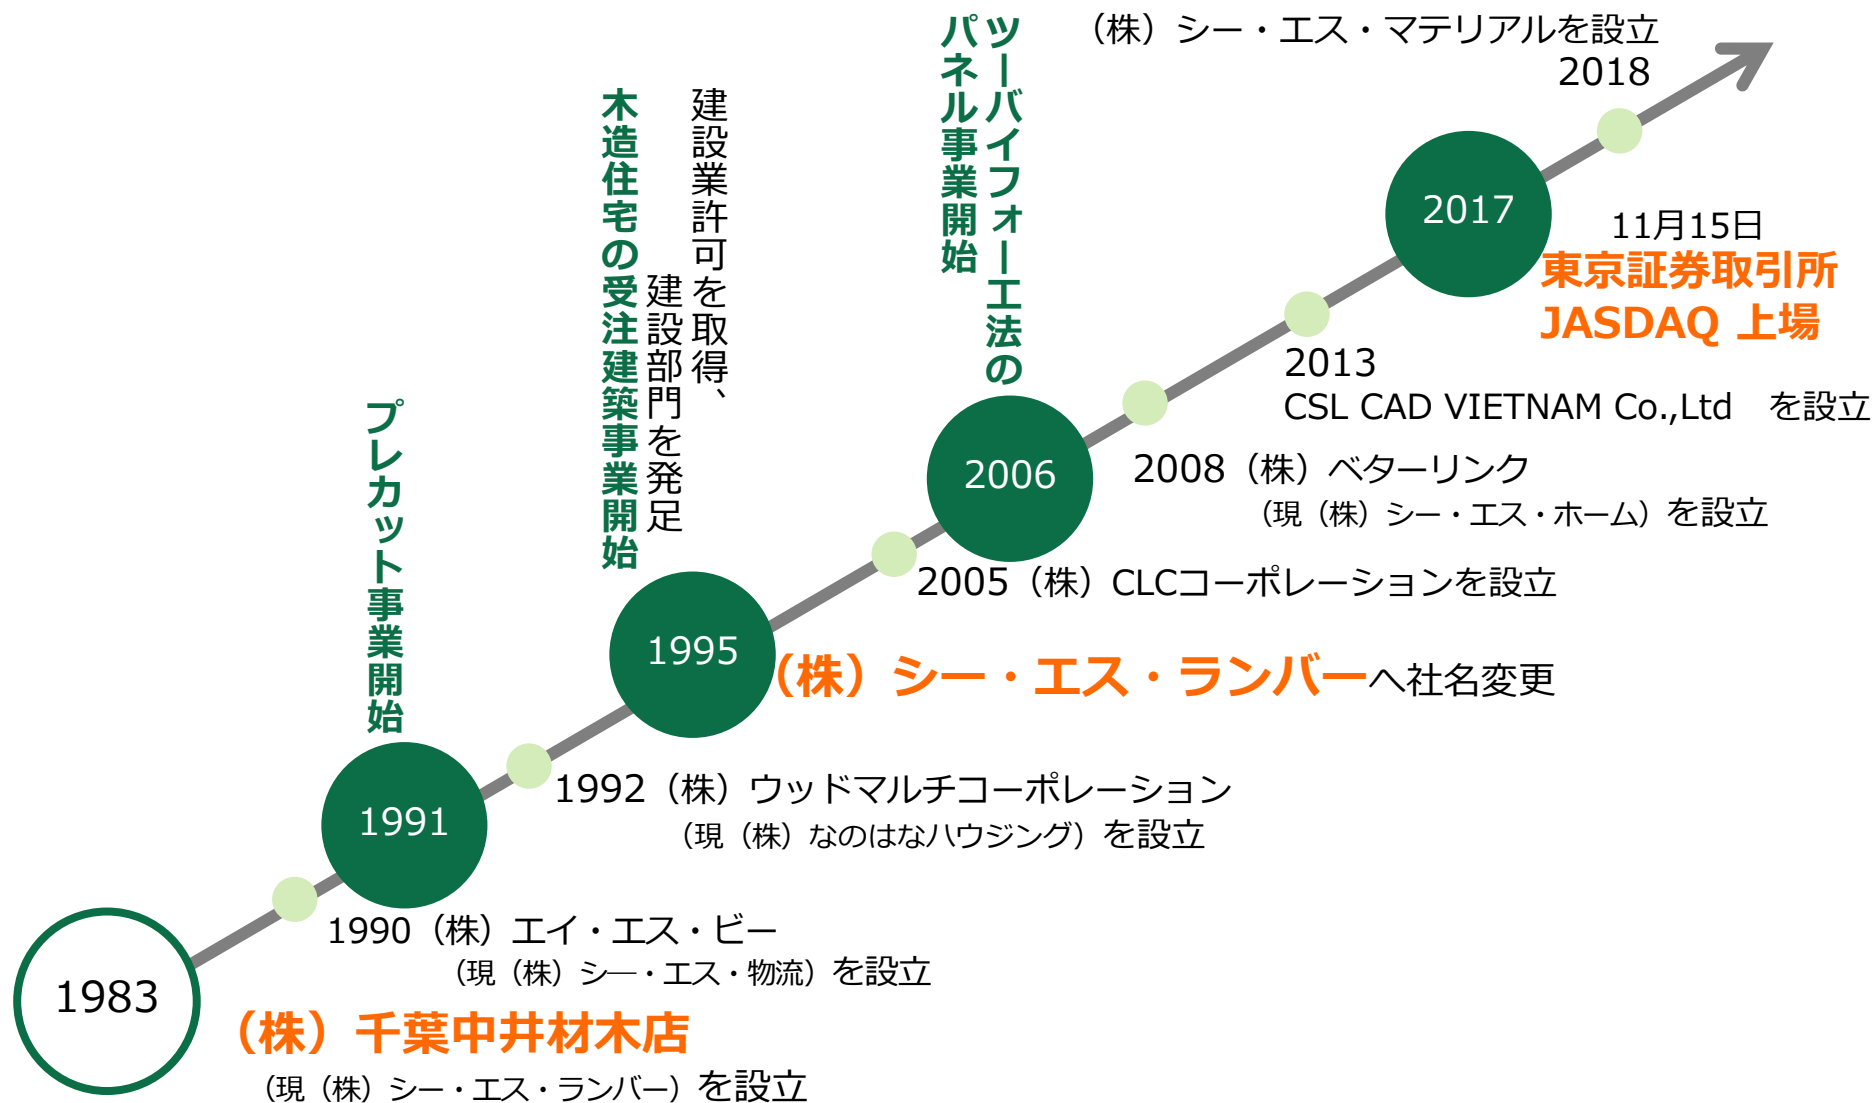 1983
（株）千葉中井材木店
（現（株）シー・エス・ランバー）を設立
1990（株）エイ・エス・ビー
（現（株）シ―・エス・物流）を設立
1991
プレカット事業開始
1992（株）ウッドマルチコーポレーション
（現（株）なのはなハウジング）を設立
1995
（株）シー・エス・ランバーへ社名変更
建設業許可を取得、
建設部門を発足
木造住宅の受注建築事業開始
2005（株）CLCコーポレーションを設立
2006
ツーバイフォー工法の
パネル事業開始
2008（株）ベターリンク
（現（株）シー・エス・ホーム）を設立
2013
CSL CAD VIETNAM Co.,Ltd　を設立
2017
11月15日
東京証券取引所
JASDAQ 上場
（株）シー・エス・マテリアルを設立
2018